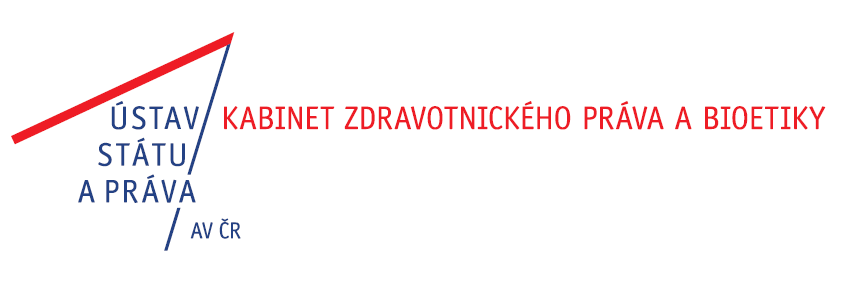 ÚSTAV
STÁTU
A PRÁVA
AV ČR
KABINET ZDRAVOTNICKÉHO PRÁVA A BIOETIKY